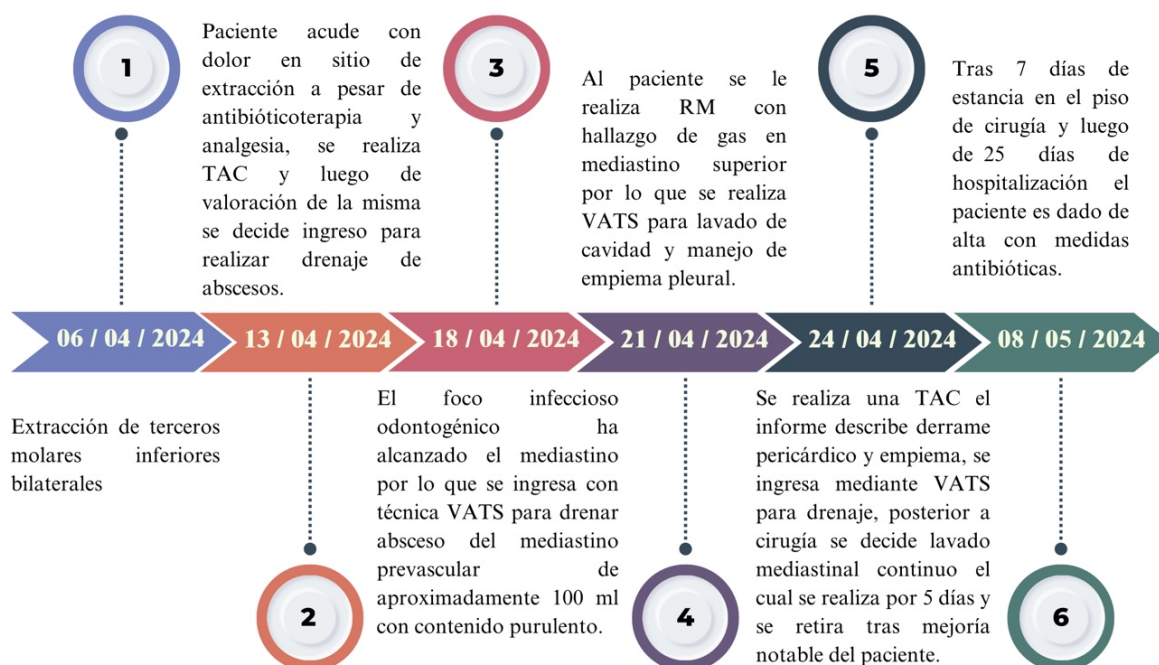 1
Paciente acude con
dolor en sitio de
extracción a pesar de
antibióticoterapia y
analgesia, se realiza
TAC y luego de
valoración de la misma
se decide ingreso para
realizar drenaje de
abscesos.
3
Al paciente se le
realiza RM con
hallazgo de gas en
mediastino superior
por lo que se realiza
VATS para lavado de
cavidad y manejo de
empiema pleural.
5
Tras 7 días de
estancia en el piso
de cirugía y luego
de 25 días de
hospitalización el
paciente es dado de
alta con medidas
antibióticas.
06 / 04 / 2024
13 / 04 / 2024
18 / 04 / 2024
21 / 04 / 2024
24 / 04 / 2024
08 / 05 / 2024
Extracción de terceros
molares inferiores
bilaterales
2
El foco infeccioso
odontogénico ha
alcanzado el mediastino
por lo que se ingresa con
técnica VATS para drenar
absceso del mediastino
prevascular de
aproximadamente 100 ml
con contenido purulento.
4
Se realiza una TAC el
informe describe derrame
pericárdico y empiema, se
ingresa mediante VATS
para drenaje, posterior a
cirugía se decide lavado
mediastinal continuo el
cual se realiza por 5 días y
se retira tras mejoría
notable del paciente.
6